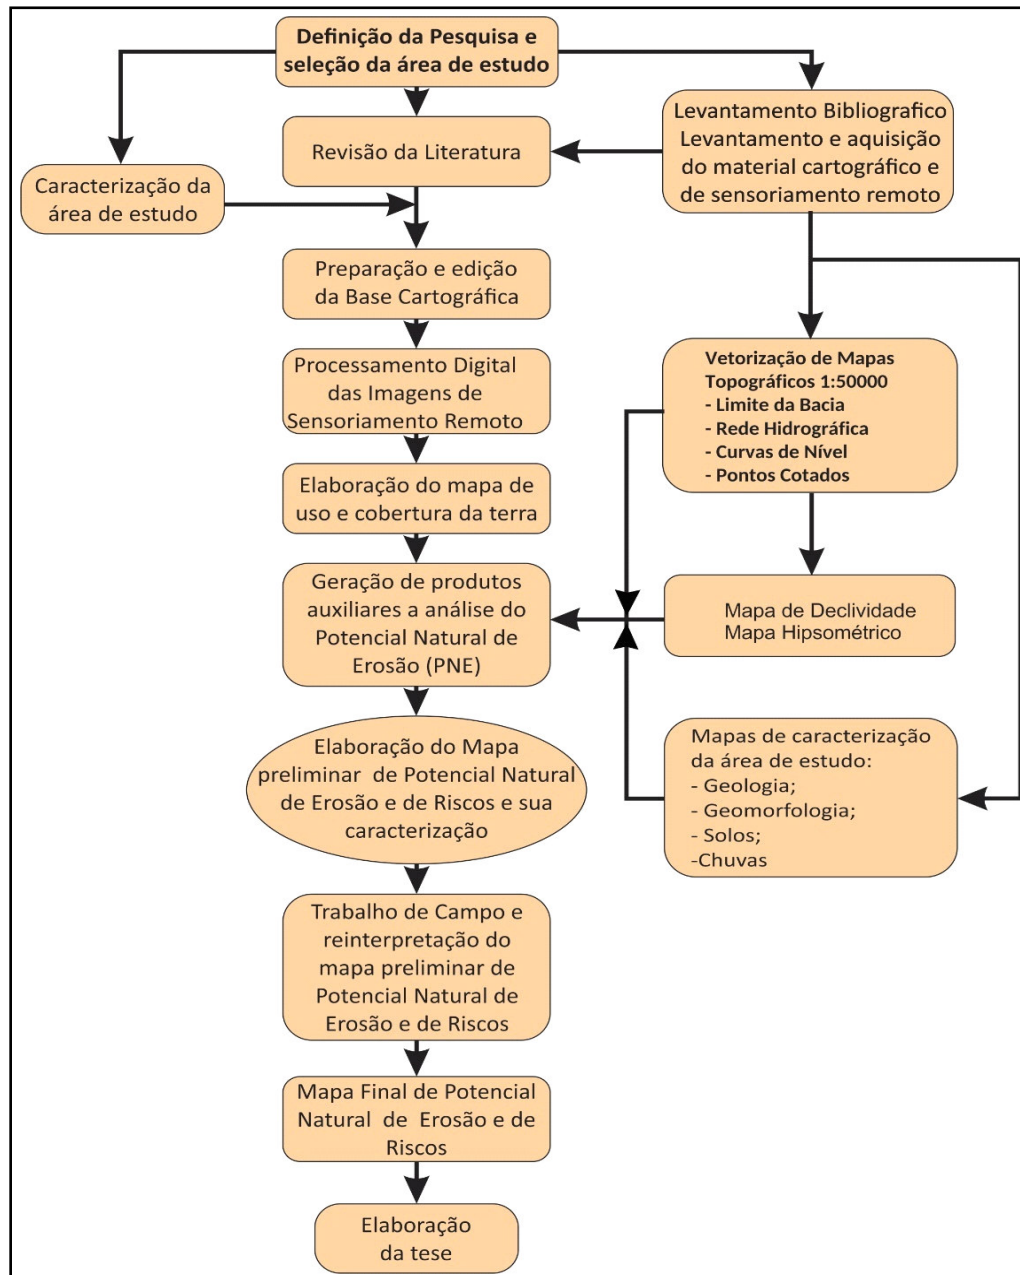 Definição da Pesquisa e
seleção da área de estudo
Levantamento Bibliografico
Levantamento e aquisição
do material cartográfico e
de sensoriamento remoto
Revisão da Literatura
Caracterização da
área de estudo
Preparação e edição
da Base Cartográfica
Processamento Digital
das Imagens de
Sensoriamento Remoto
Vetorização de Mapas
Topográficos 1:50000
- Limite da Bacia
- Rede Hidrográfica
- Curvas de Nível
- Pontos Cotados
Elaboração do mapa de
uso e cobertura da terra
Geração de produtos
auxiliares a análise do
Potencial Natural de
Erosão (PNE)
Mapa de Declividade
Mapa Hipsométrico
Elaboração do Mapa
preliminar de Potencial Natural
de Erosão e de Riscos e sua
caracterização
Mapas de caracterização
da área de estudo:
- Geologia;
- Geomorfologia;
- Solos;
-Chuvas
Trabalho de Campo e
reinterpretação do
mapa preliminar de
Potencial Natural de
Erosão e de Riscos
Mapa Final de Potencial
Natural de Erosão e de
Riscos
Elaboração
da tese